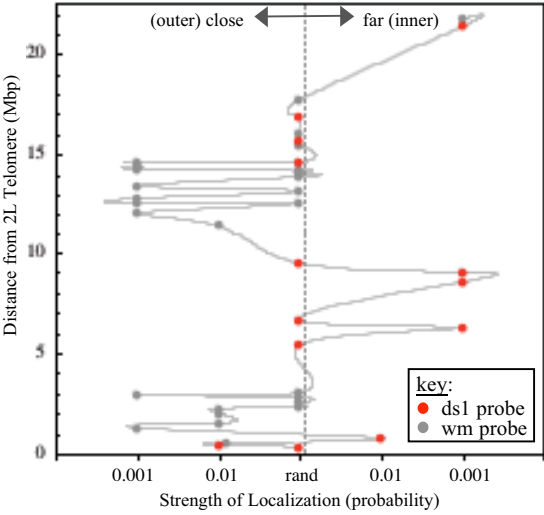 (outer) close far (inner)
Distance from 2L Telomere (Mbp)
20
15
10
5
0
key:
ds1 probe
wm probe
0.001 0.01 rand 0.01 0.001
Strength of Localization (probability)